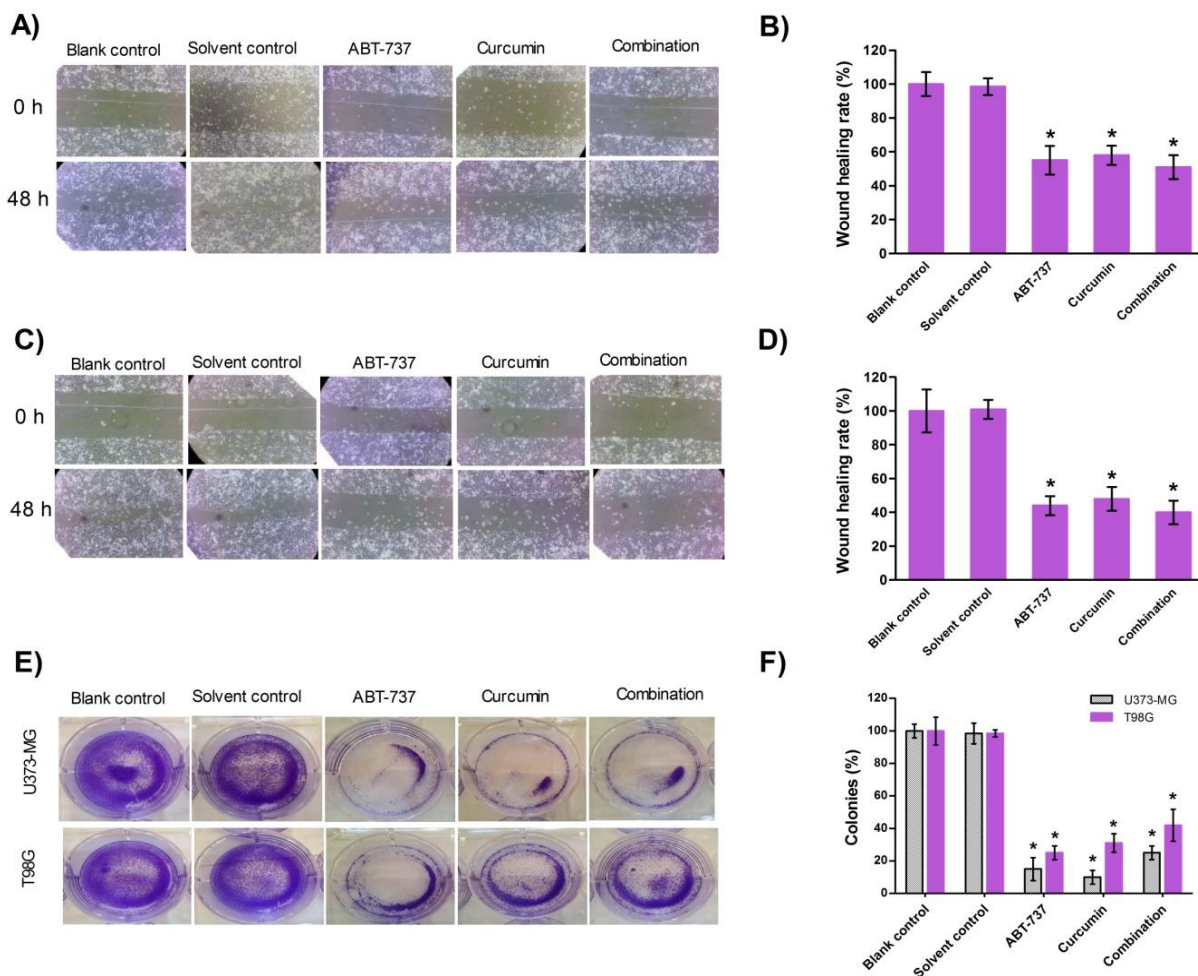 A)
Blank control Solvent control ABT-737 Curcumin Combination
0 h
48 h
B)
Wound healing rate (%)
120
100
80
60
40
20
0
* * *
Blank control Solvent control ABT-737 Curcumin Combination
C)
Blank control Solvent control ABT-737 Curcumin Combination
0 h
48 h
D)
Wound healing rate (%)
120
100
80
60
40
20
0
* * *
Blank control Solvent control ABT-737 Curcumin Combination
E)
Blank control Solvent control ABT-737 Curcumin Combination
U373-MG
T98G
F)
Colonies (%)
120
100
80
60
40
20
0
U373-MG
T98G
* * * * * *
Blank control Solvent control ABT-737 Curcumin Combination